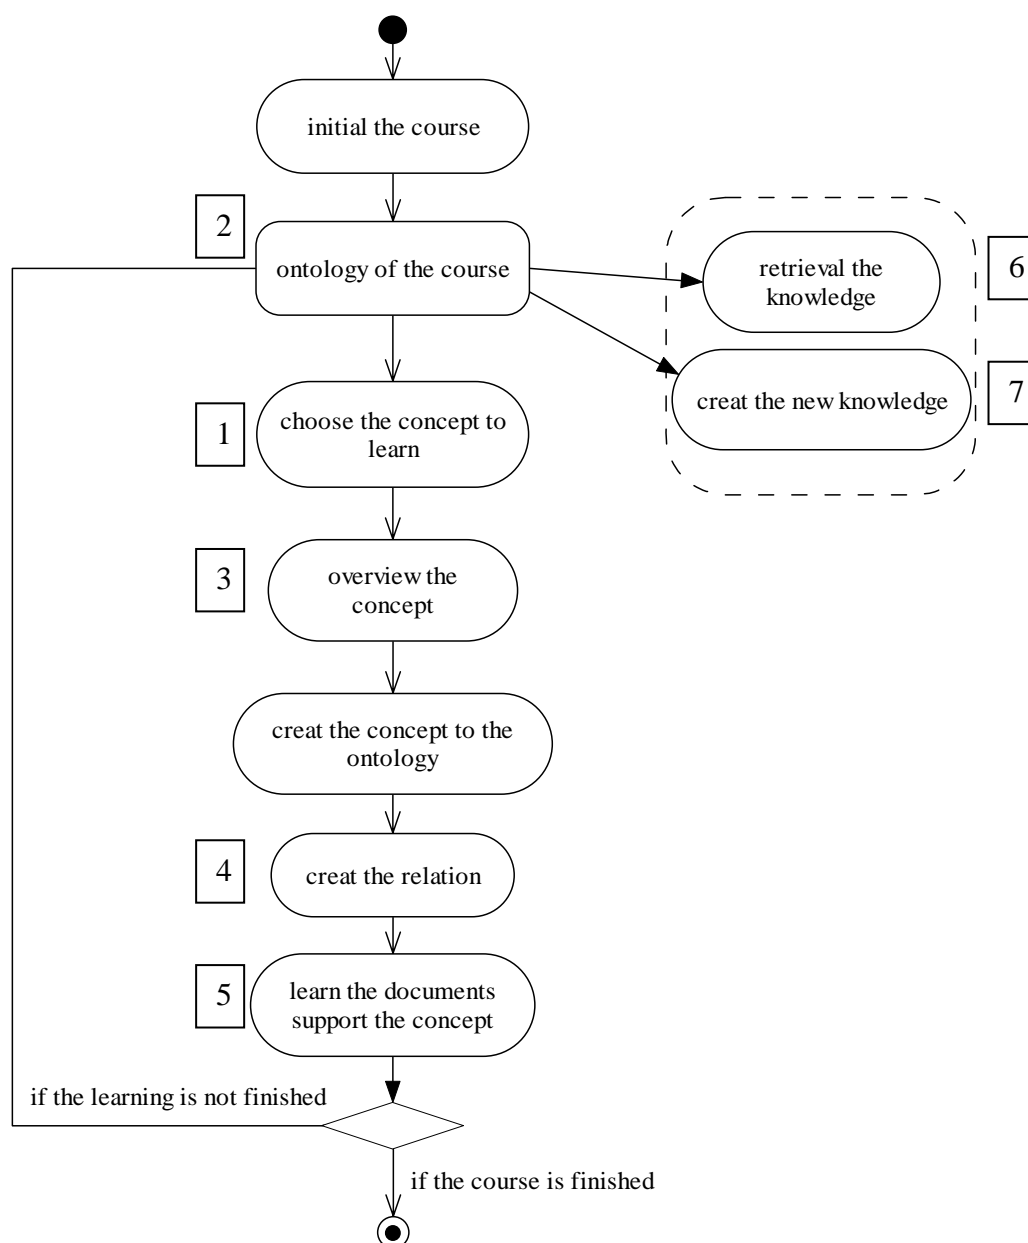 initial the course
2
ontology of the course
retrieval the
knowledge
6
creat the new knowledge
7
1
choose the concept to
learn
3
overview the
concept
creat the concept to the
ontology
4
creat the relation
5
learn the documents
support the concept
if the learning is not finished
if the course is finished